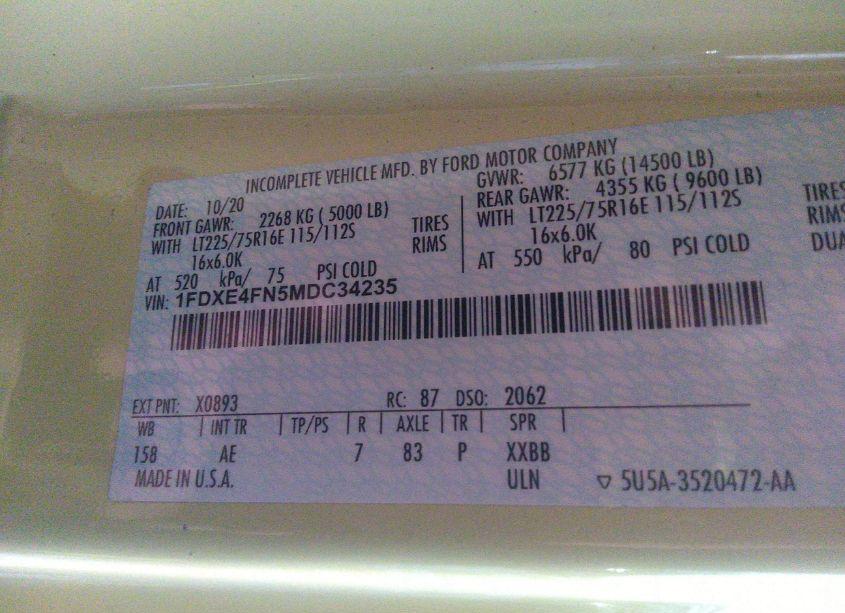 INCOMPLETE VEHICLE MFD. BY FORD MOTOR COMPANY
DATE: 10/20 GVWR: 6577 KG (14500 LB)
FRONT GAWR: 2268 KG ( 5000 LB) REAR GAWR: 4355 KG ( 9600 LB)
WITH LT225/75R16E 115/112S TIRES WITH LT225/75R16E 115/112S TIRES
16x6.0K RIMS 16x6.0K RIMS
AT 520 kPa/ 75 PSI COLD AT 550 kPa/ 80 PSI COLD DUA
VIN: 1FDXE4FN5MDC34235
EXT PNT: X0893 RC: 87 DSO: 2062
WB INT TR TP/PS R AXLE TR SPR
158 AE 7 83 P XXBB
MADE IN U.S.A. ULN ▽ 5U5A-3520472-AA